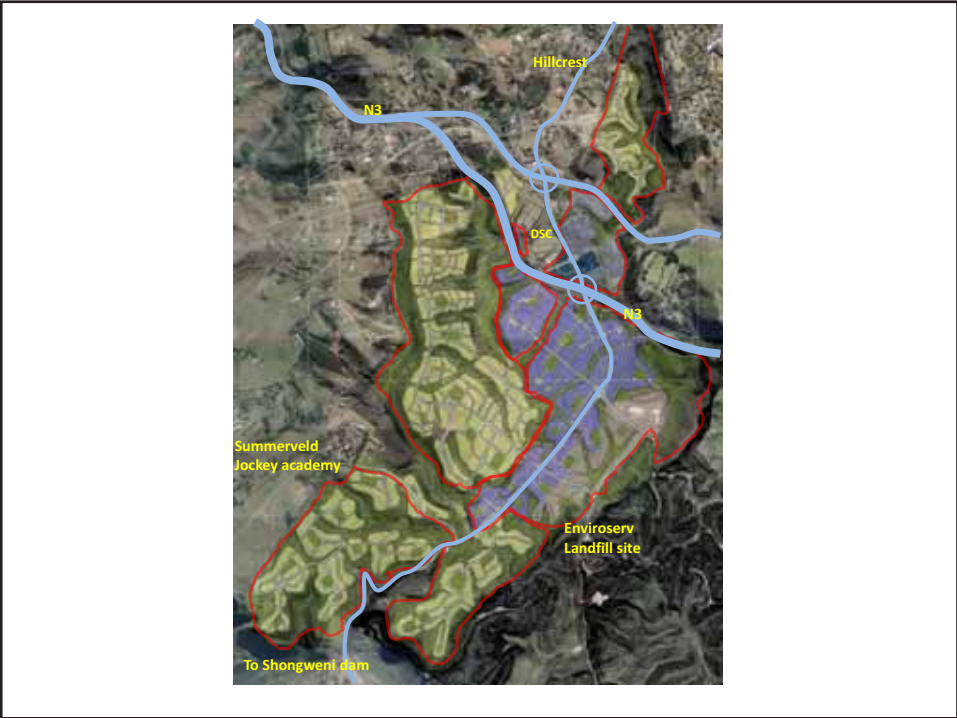 Hillcrest
N3
DSC
N3
Summerveld
Jockey academy
Enviroserv
Landfill site
To Shongweni dam